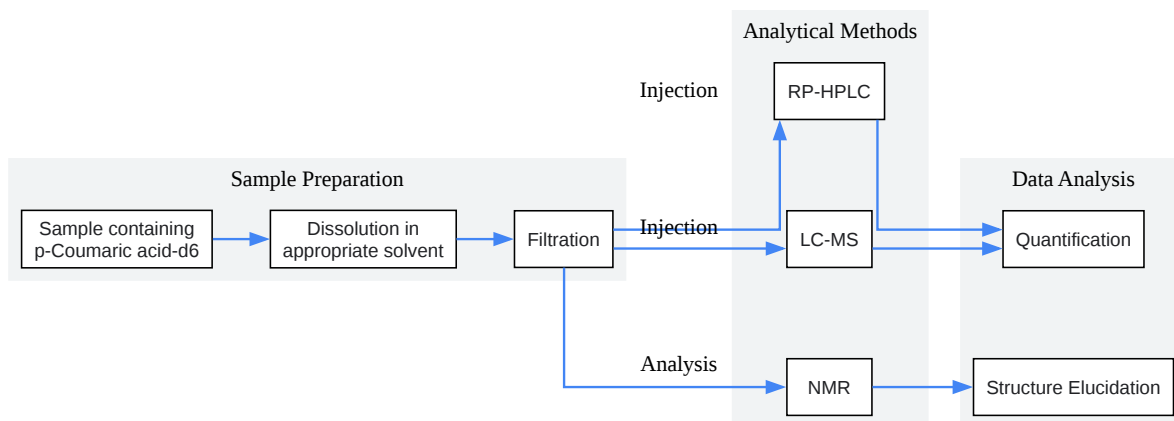 Analytical Methods
Injection
RP-HPLC
Sample Preparation
Data Analysis
Sample containing
p-Coumaric acid-d6
Dissolution in
appropriate solvent
Filtration
Injection
LC-MS
Quantification
Analysis
NMR
Structure Elucidation